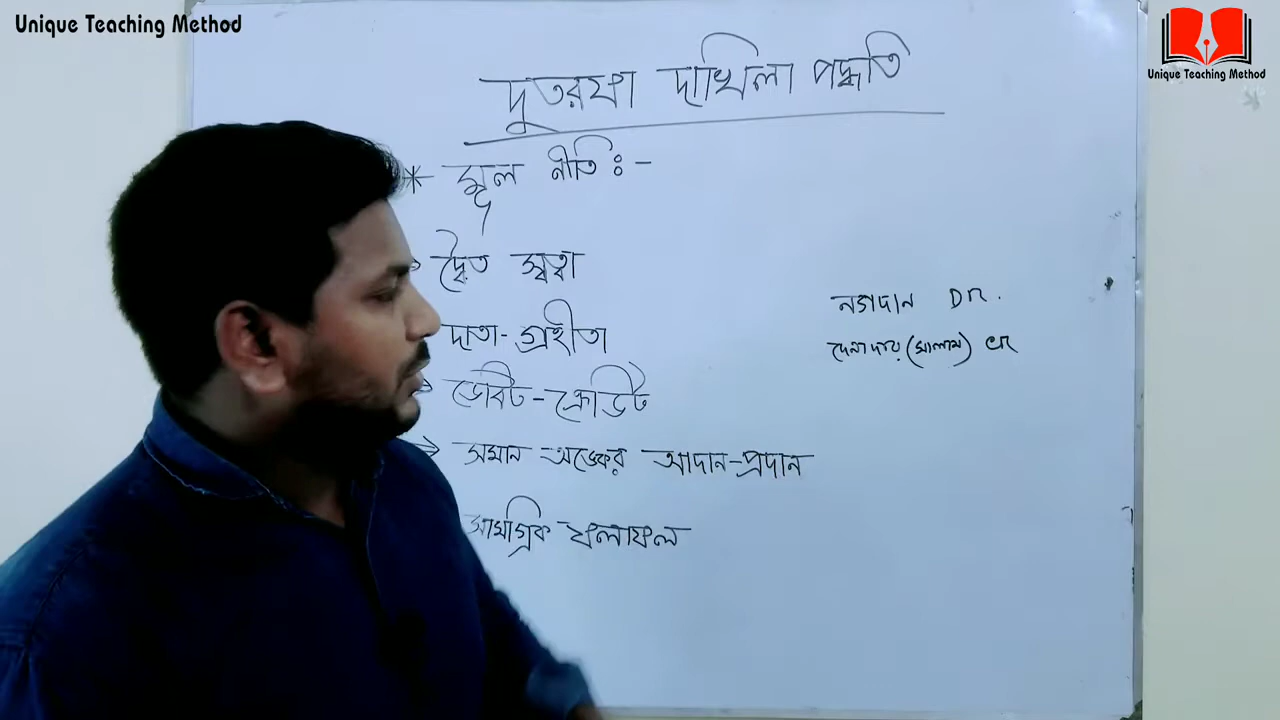 Unique Teaching Method
Unique Teaching Method
দুতরফা দাখিলা পদ্ধতি
* মূল নীতিঃ-
দ্বৈত স্বত্বা
দাতা-গ্রহীতা
ডেবিট-ক্রেডিট
→ সমান অঙ্কের আদান-প্রদান
সামগ্রিক ফলাফল
নগদান Dr.
দেনাদার (সালাম) Cr